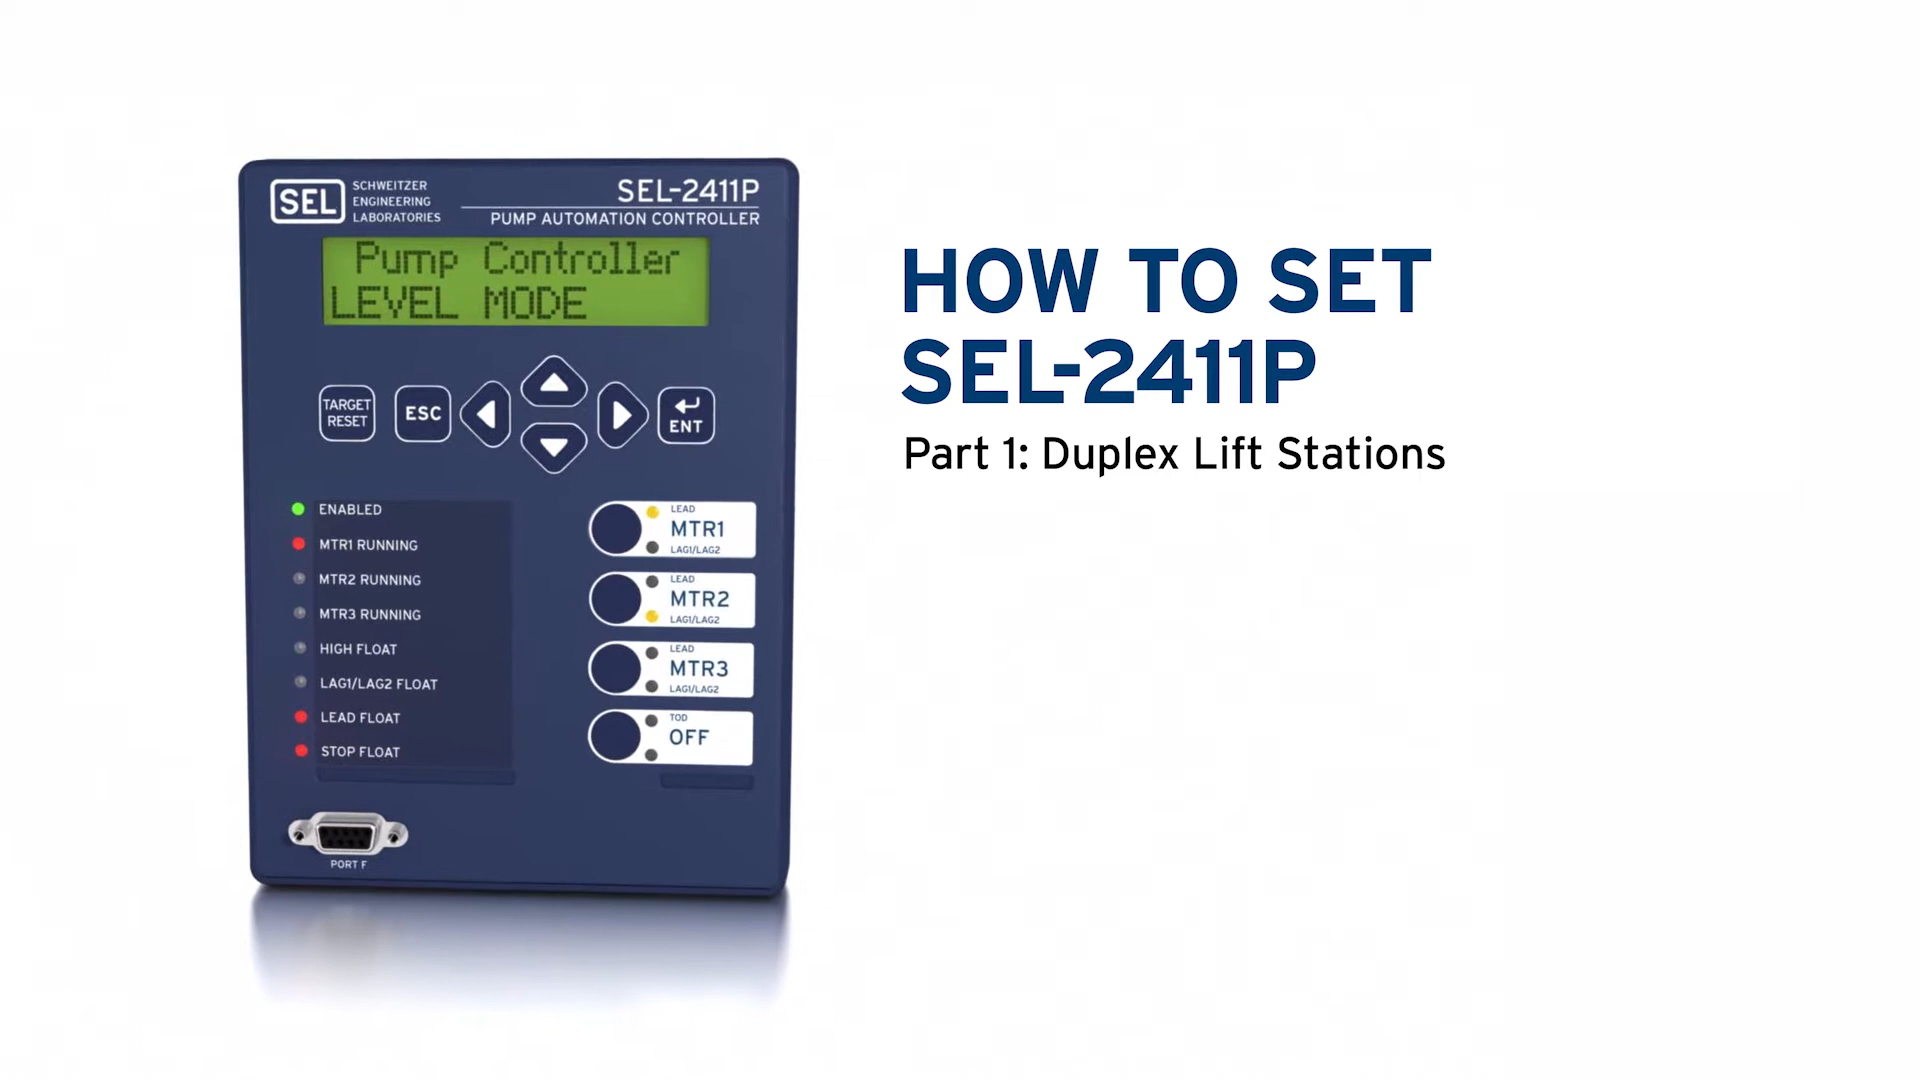 SEL
SCHWEITZER
ENGINEERING
LABORATORIES
SEL-2411P
PUMP AUTOMATION CONTROLLER
Pump Controller
LEVEL MODE
TARGET
RESET
ESC
ENT
ENABLED
MTR1 RUNNING
MTR2 RUNNING
MTR3 RUNNING
HIGH FLOAT
LAG1/LAG2 FLOAT
LEAD FLOAT
STOP FLOAT
LEAD
MTR1
LAG1/LAG2
LEAD
MTR2
LAG1/LAG2
LEAD
MTR3
LAG1/LAG2
TOD
OFF
PORT F
HOW TO SET
SEL-2411P
Part 1: Duplex Lift Stations